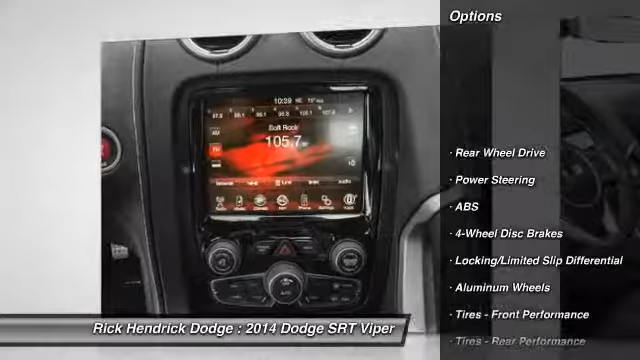 Options
10:39
Soft Rock
105.7
AM
FM
· Rear Wheel Drive
· Power Steering
· ABS
· 4-Wheel Disc Brakes
· Locking/Limited Slip Differential
· Aluminum Wheels
· Tires - Front Performance
· Tires - Rear Performance
Rick Hendrick Dodge : 2014 Dodge SRT Viper